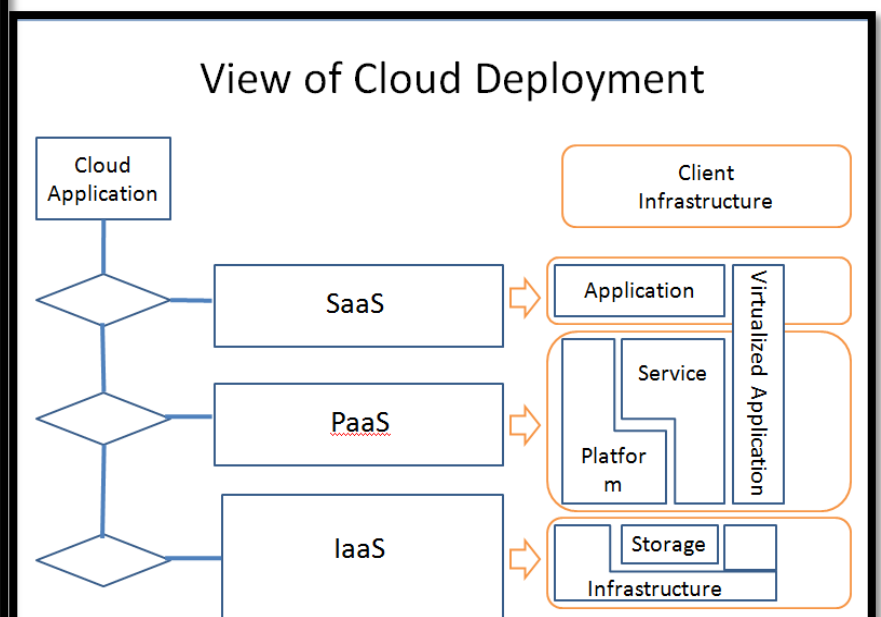 View of Cloud Deployment
Cloud
Application
Client
Infrastructure
SaaS
Application
Virtualized Application
Service
PaaS
Platfor
m
IaaS
Storage
Infrastructure